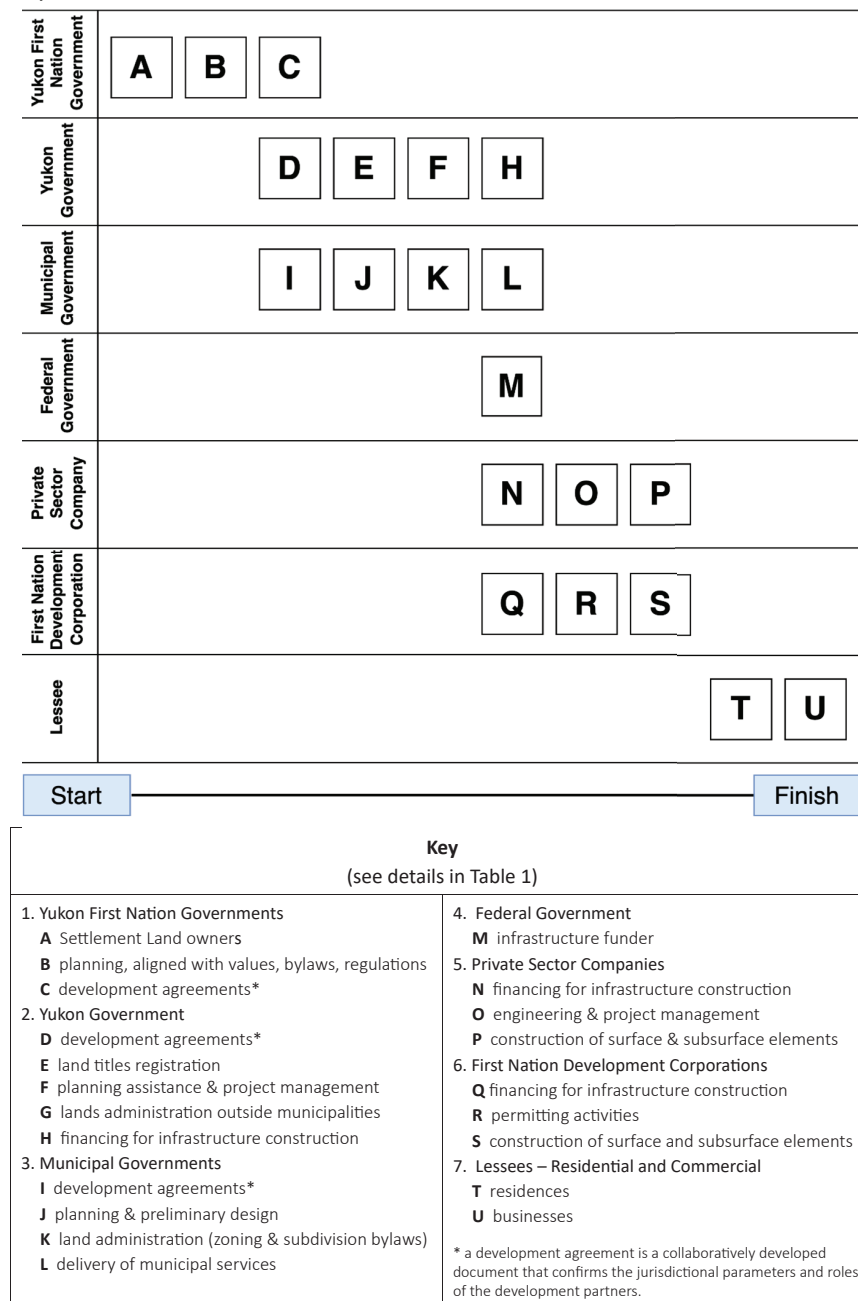 Yukon First
Nation
Government
A B C
Yukon
Government
D E F H
Municipal
Government
I J K L
Federal
Government
M
Private
Sector
Company
N O P
First Nation
Development
Corporation
Q R S
Lessee
T U
Start
Finish
Key
(see details in Table 1)
1. Yukon First Nation Governments
A Settlement Land owners
B planning, aligned with values, bylaws, regulations
C development agreements*
2. Yukon Government
D development agreements*
E land titles registration
F planning assistance & project management
G lands administration outside municipalities
H financing for infrastructure construction
3. Municipal Governments
I development agreements*
J planning & preliminary design
K land administration (zoning & subdivision bylaws)
L delivery of municipal services
4. Federal Government
M infrastructure funder
5. Private Sector Companies
N financing for infrastructure construction
O engineering & project management
P construction of surface & subsurface elements
6. First Nation Development Corporations
Q financing for infrastructure construction
R permitting activities
S construction of surface and subsurface elements
7. Lessees – Residential and Commercial
T residences
U businesses
* a development agreement is a collaboratively developed
document that confirms the jurisdictional parameters and roles
of the development partners.